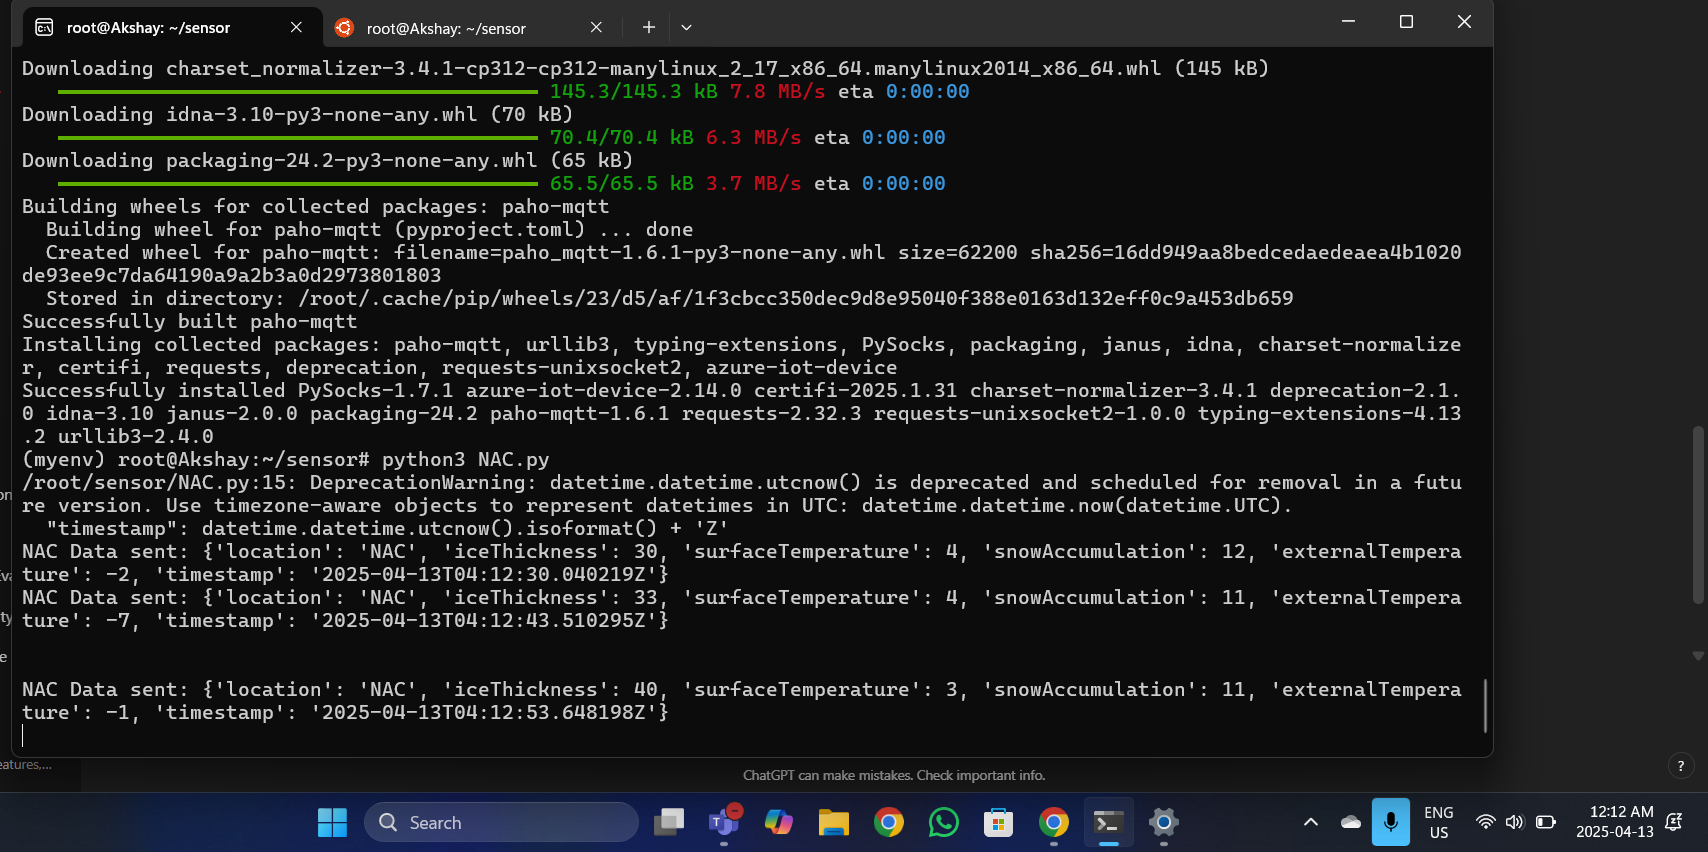 root@Akshay: ~/sensor
root@Akshay: ~/sensor
Downloading charset_normalizer-3.4.1-cp312-cp312-manylinux_2_17_x86_64.manylinux2014_x86_64.whl (145 kB)
145.3/145.3 kB 7.8 MB/s eta 0:00:00
Downloading idna-3.10-py3-none-any.whl (70 kB)
70.4/70.4 kB 6.3 MB/s eta 0:00:00
Downloading packaging-24.2-py3-none-any.whl (65 kB)
65.5/65.5 kB 3.7 MB/s eta 0:00:00
Building wheels for collected packages: paho-mqtt
Building wheel for paho-mqtt (pyproject.toml) ... done
Created wheel for paho-mqtt: filename=paho_mqtt-1.6.1-py3-none-any.whl size=62200 sha256=16dd949aa8bedcedaedeaea4b1020
de93ee9c7da64190a9a2b3a0d2973801803
Stored in directory: /root/.cache/pip/wheels/23/d5/af/1f3cbcc350dec9d8e95040f388e0163d132eff0c9a453db659
Successfully built paho-mqtt
Installing collected packages: paho-mqtt, urllib3, typing-extensions, PySocks, packaging, janus, idna, charset-normalize
r, certifi, requests, deprecation, requests-unixsocket2, azure-iot-device
Successfully installed PySocks-1.7.1 azure-iot-device-2.14.0 certifi-2025.1.31 charset-normalizer-3.4.1 deprecation-2.1.
0 idna-3.10 janus-2.0.0 packaging-24.2 paho-mqtt-1.6.1 requests-2.32.3 requests-unixsocket2-1.0.0 typing-extensions-4.13
.2 urllib3-2.4.0
(myenv) root@Akshay:~/sensor# python3 NAC.py
/root/sensor/NAC.py:15: DeprecationWarning: datetime.datetime.utcnow() is deprecated and scheduled for removal in a futu
re version. Use timezone-aware objects to represent datetimes in UTC: datetime.datetime.now(datetime.UTC).
"timestamp": datetime.datetime.utcnow().isoformat() + 'Z'
NAC Data sent: {'location': 'NAC', 'iceThickness': 30, 'surfaceTemperature': 4, 'snowAccumulation': 12, 'externalTempera
ture': -2, 'timestamp': '2025-04-13T04:12:30.040219Z'}
NAC Data sent: {'location': 'NAC', 'iceThickness': 33, 'surfaceTemperature': 4, 'snowAccumulation': 11, 'externalTempera
ture': -7, 'timestamp': '2025-04-13T04:12:43.510295Z'}
NAC Data sent: {'location': 'NAC', 'iceThickness': 40, 'surfaceTemperature': 3, 'snowAccumulation': 11, 'externalTempera
ture': -1, 'timestamp': '2025-04-13T04:12:53.648198Z'}
eatures,...
ChatGPT can make mistakes. Check important info.
?
Search
ENG
US
12:12 AM
2025-04-13